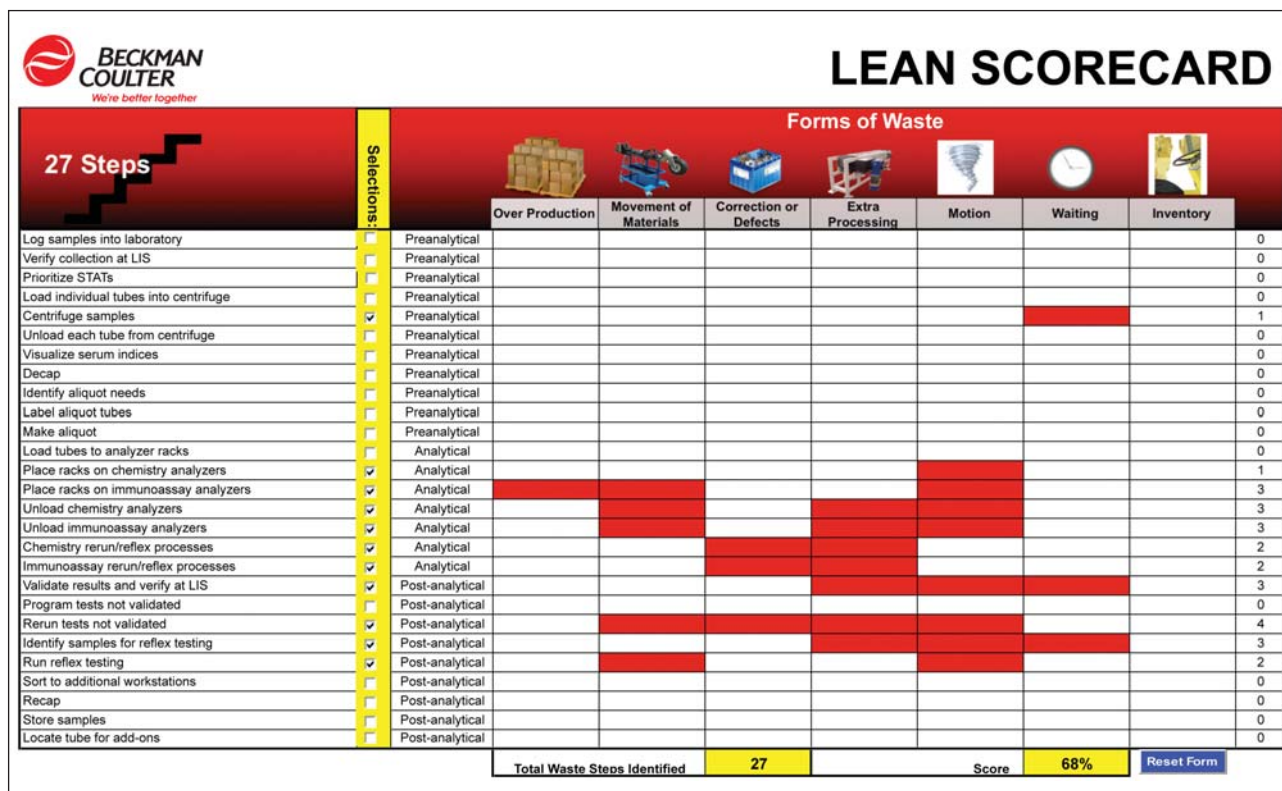 BECKMAN
COULTER
We're better together
LEAN SCORECARD
27 Steps
Selections:
Forms of Waste
Over Production
Movement of
Materials
Correction or
Defects
Extra
Processing
Motion
Waiting
Inventory
Log samples into laboratory Preanalytical 0
Verify collection at LIS Preanalytical 0
Prioritize STATs Preanalytical 0
Load individual tubes into centrifuge Preanalytical 0
Centrifuge samples Preanalytical 1
Unload each tube from centrifuge Preanalytical 0
Visualize serum indices Preanalytical 0
Decap Preanalytical 0
Identify aliquot needs Preanalytical 0
Label aliquot tubes Preanalytical 0
Make aliquot Preanalytical 0
Load tubes to analyzer racks Analytical 0
Place racks on chemistry analyzers Analytical 1
Place racks on immunoassay analyzers Analytical 3
Unload chemistry analyzers Analytical 3
Unload immunoassay analyzers Analytical 3
Chemistry rerun/reflex processes Analytical 2
Immunoassay rerun/reflex processes Analytical 2
Validate results and verify at LIS Post-analytical 3
Program tests not validated Post-analytical 0
Rerun tests not validated Post-analytical 4
Identify samples for reflex testing Post-analytical 3
Run reflex testing Post-analytical 2
Sort to additional workstations Post-analytical 0
Recap Post-analytical 0
Store samples Post-analytical 0
Locate tube for add-ons Post-analytical 0
Total Waste Steps Identified 27 Score 68% Reset Form